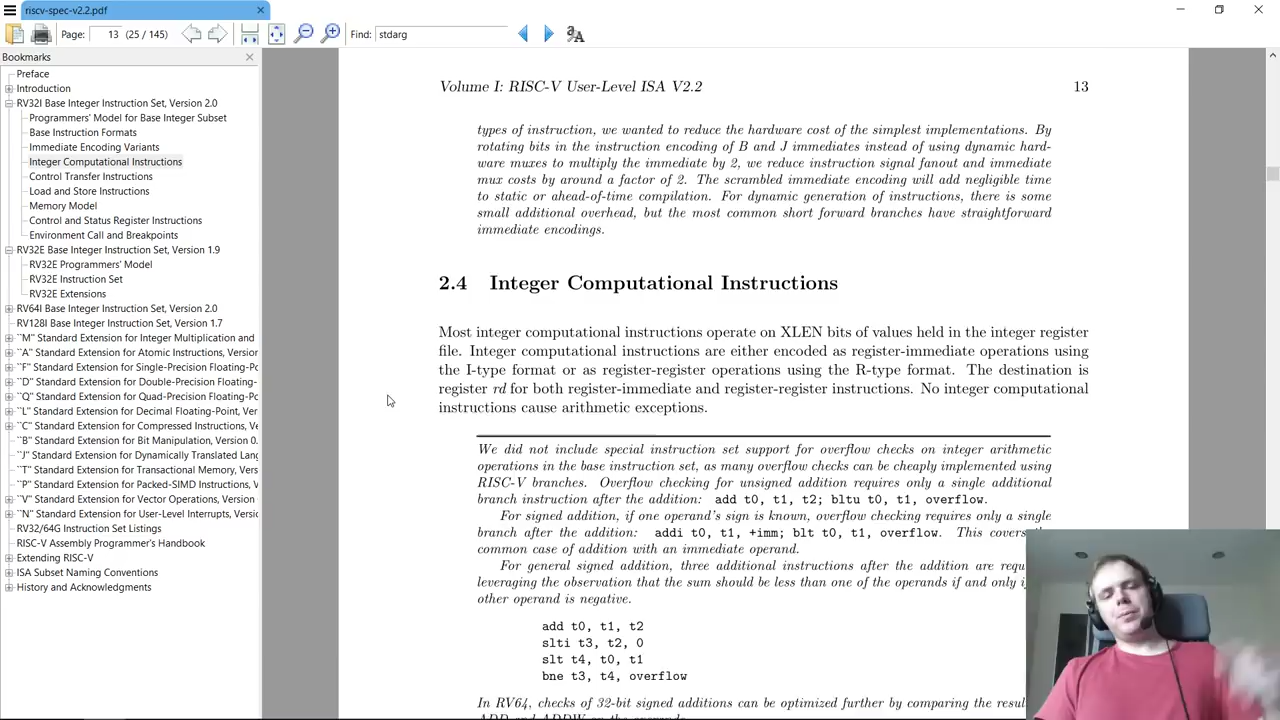 riscv-spec-v2.2.pdf
Page: 13 (25 / 145) Find: stdarg
Bookmarks
Preface
Introduction
RV32I Base Integer Instruction Set, Version 2.0
Programmers' Model for Base Integer Subset
Base Instruction Formats
Immediate Encoding Variants
Integer Computational Instructions
Control Transfer Instructions
Load and Store Instructions
Memory Model
Control and Status Register Instructions
Environment Call and Breakpoints
RV32E Base Integer Instruction Set, Version 1.9
RV32E Programmers' Model
RV32E Instruction Set
RV32E Extensions
RV64I Base Integer Instruction Set, Version 2.0
RV128I Base Integer Instruction Set, Version 1.7
``M'' Standard Extension for Integer Multiplication and
``A'' Standard Extension for Atomic Instructions, Version
``F'' Standard Extension for Single-Precision Floating-Po
``D'' Standard Extension for Double-Precision Floating-
``Q'' Standard Extension for Quad-Precision Floating-Po
``L'' Standard Extension for Decimal Floating-Point, Ver
``C'' Standard Extension for Compressed Instructions, Ve
``B'' Standard Extension for Bit Manipulation, Version 0.
``J'' Standard Extension for Dynamically Translated Lang
``T'' Standard Extension for Transactional Memory, Vers
``P'' Standard Extension for Packed-SIMD Instructions, V
``V'' Standard Extension for Vector Operations, Version
``N'' Standard Extension for User-Level Interrupts, Versio
RV32/64G Instruction Set Listings
RISC-V Assembly Programmer's Handbook
Extending RISC-V
ISA Subset Naming Conventions
History and Acknowledgments
Volume I: RISC-V User-Level ISA V2.2 13
types of instruction, we wanted to reduce the hardware cost of the simplest implementations. By
rotating bits in the instruction encoding of B and J immediates instead of using dynamic hard-
ware muxes to multiply the immediate by 2, we reduce instruction signal fanout and immediate
mux costs by around a factor of 2. The scrambled immediate encoding will add negligible time
to static or ahead-of-time compilation. For dynamic generation of instructions, there is some
small additional overhead, but the most common short forward branches have straightforward
immediate encodings.
2.4 Integer Computational Instructions
Most integer computational instructions operate on XLEN bits of values held in the integer register
file. Integer computational instructions are either encoded as register-immediate operations using
the I-type format or as register-register operations using the R-type format. The destination is
register rd for both register-immediate and register-register instructions. No integer computational
instructions cause arithmetic exceptions.
We did not include special instruction set support for overflow checks on integer arithmetic
operations in the base instruction set, as many overflow checks can be cheaply implemented using
RISC-V branches. Overflow checking for unsigned addition requires only a single additional
branch instruction after the addition: add t0, t1, t2; bltu t0, t1, overflow.
For signed addition, if one operand's sign is known, overflow checking requires only a single
branch after the addition: addi t0, t1, +imm; blt t0, t1, overflow. This covers
common case of addition with an immediate operand.
For general signed addition, three additional instructions after the addition are
leveraging the observation that the sum should be less than one of the operands if and only
other operand is negative.
add t0, t1, t2
slti t3, t2, 0
slt t4, t0, t1
bne t3, t4, overflow
In RV64, checks of 32-bit signed additions can be optimized further by comparing the